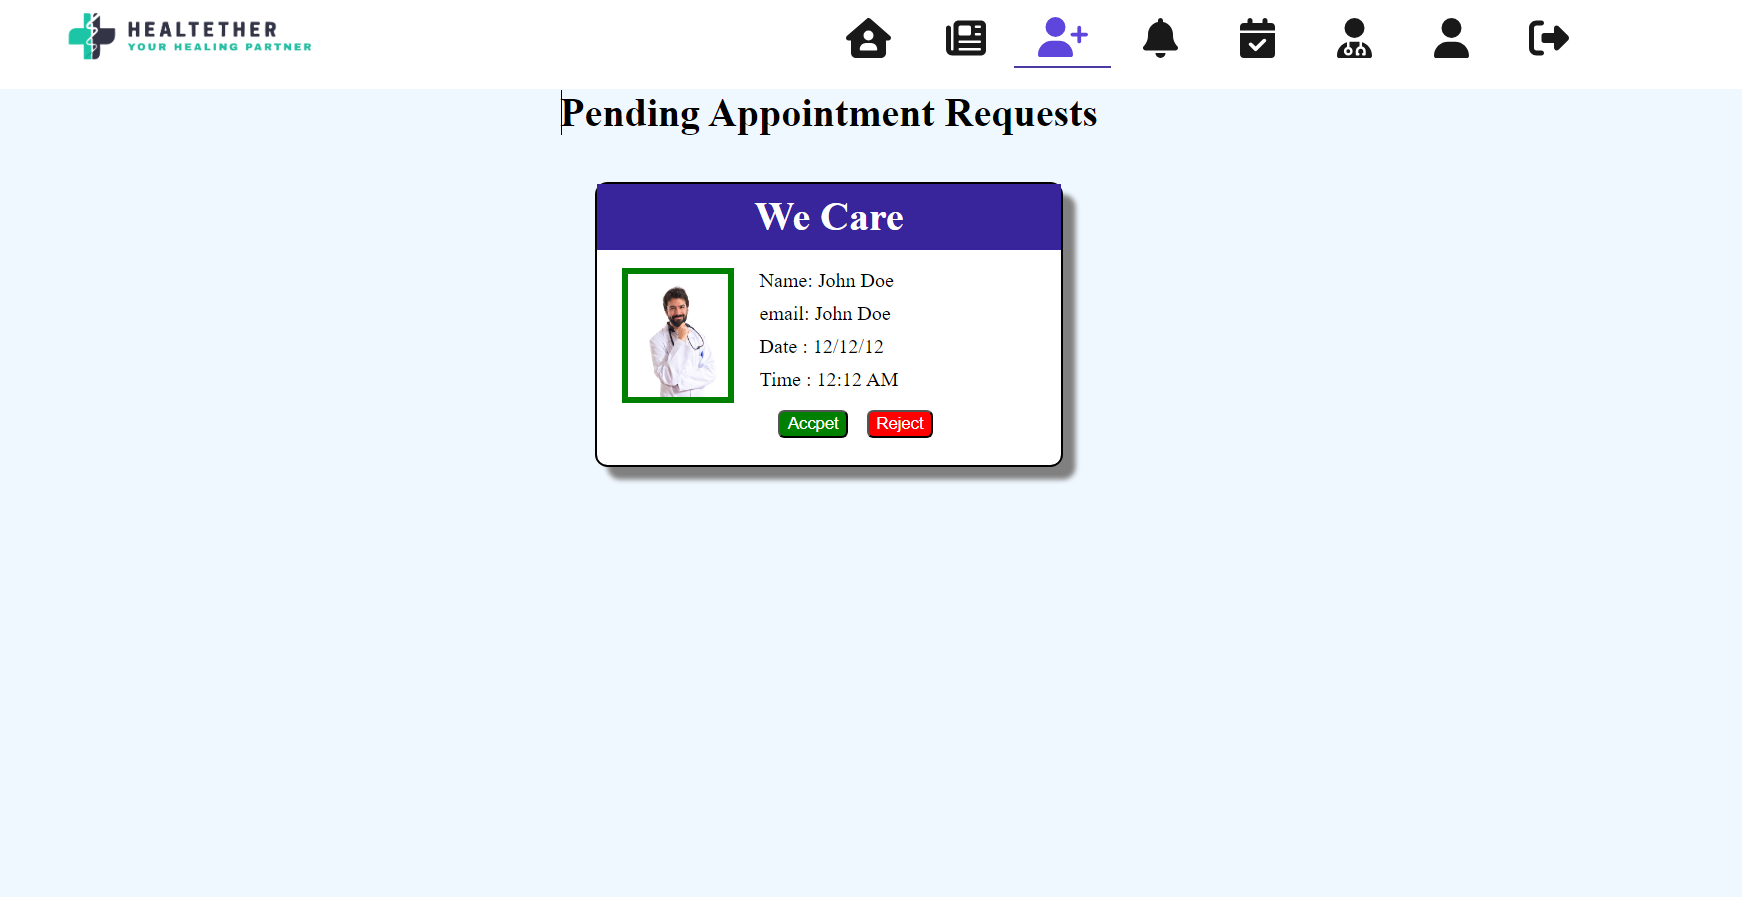 HEALTETHER
YOUR HEALING PARTNER
Pending Appointment Requests
We Care
Name: John Doe
email: John Doe
Date : 12/12/12
Time : 12:12 AM
Accpet Reject